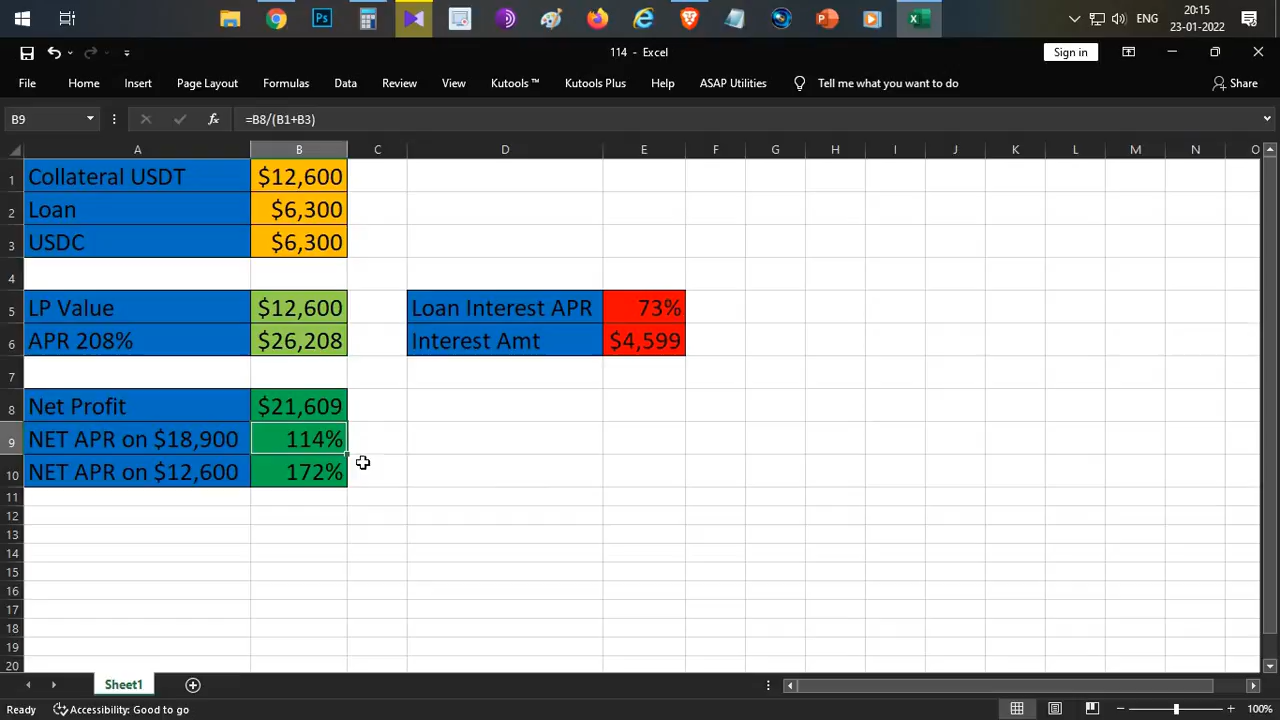 20:15
ENG
23-01-2022
114 - Excel
Sign in
File Home Insert Page Layout Formulas Data Review View Kutools ™ Kutools Plus Help ASAP Utilities Tell me what you want to do Share
B9 fx =B8/(B1+B3)
A B C D E F G H I J K L M N O
1 Collateral USDT $12,600
2 Loan $6,300
3 USDC $6,300
4
5 LP Value $12,600 Loan Interest APR 73%
6 APR 208% $26,208 Interest Amt $4,599
7
8 Net Profit $21,609
9 NET APR on $18,900 114%
10 NET APR on $12,600 172%
11
12
13
14
15
16
17
18
19
20
Sheet1
Ready Accessibility: Good to go 100%